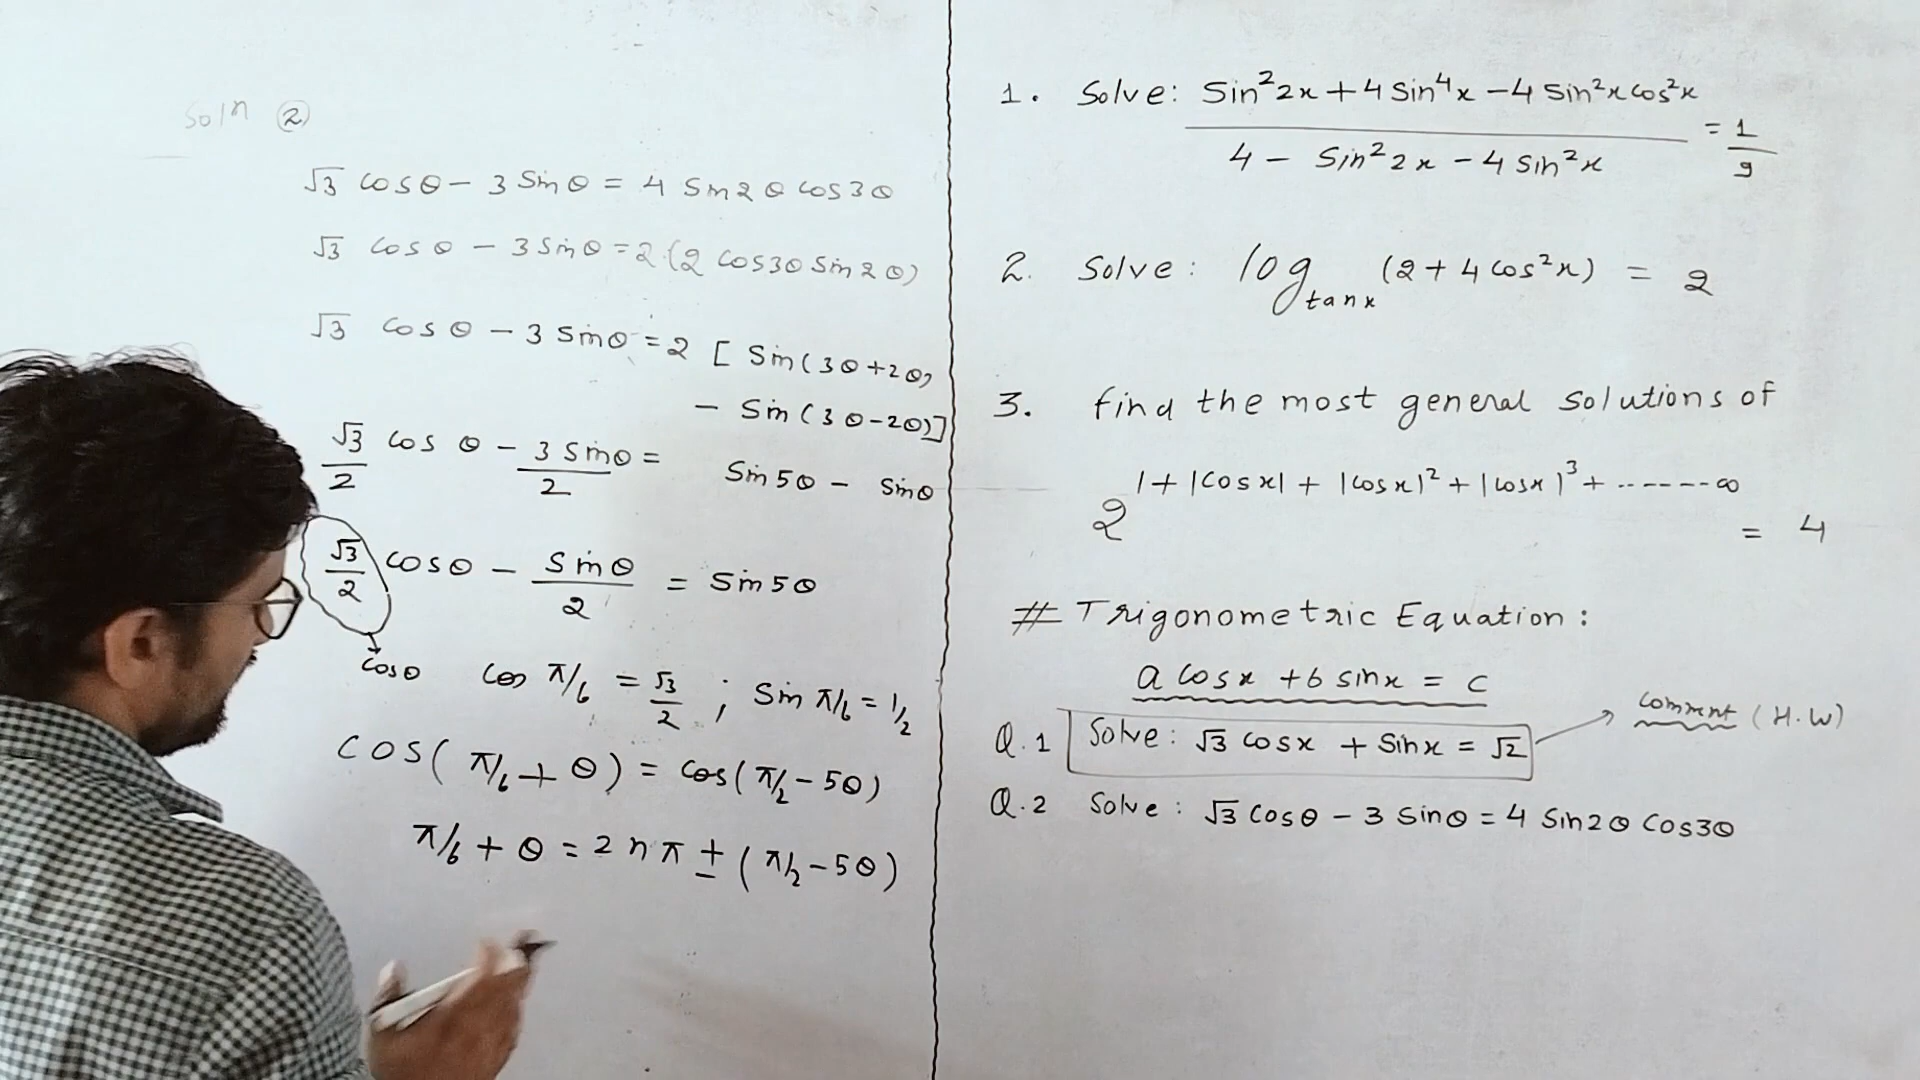 Soln ②
√3 cosθ - 3 Sinθ = 4 Sin2θ cos3θ
√3 cosθ - 3 Sinθ = 2 (2 cos3θ Sin2θ)
√3 cosθ - 3 Sinθ = 2 [ Sin(3θ+2θ)
- Sin(3θ-2θ)]
√3/2 cosθ - 3 Sinθ/2 = Sin5θ - Sinθ
√3/2 cosθ - Sinθ/2 = Sin5θ
cosθ cos π/6 = √3/2 ; Sin π/6 = 1/2
cos( π/6 + θ ) = cos( π/2 - 5θ )
π/6 + θ = 2nπ ± ( π/2 - 5θ )
1. Solve: Sin²2x + 4 Sin⁴x - 4 Sin²x cos²x / 4 - Sin²2x - 4 Sin²x = 1/9
2. Solve: log_tanx (2 + 4 cos²x) = 2
3. find the most general solutions of
2^(1 + |cosx| + |cosx|² + |cosx|³ + ------∞) = 4
# Trigonometric Equation:
a cosx + b sinx = c
Q.1 Solve: √3 cosx + Sinx = √2 → comment (H.W)
Q.2 Solve: √3 cosθ - 3 Sinθ = 4 Sin2θ Cos3θ